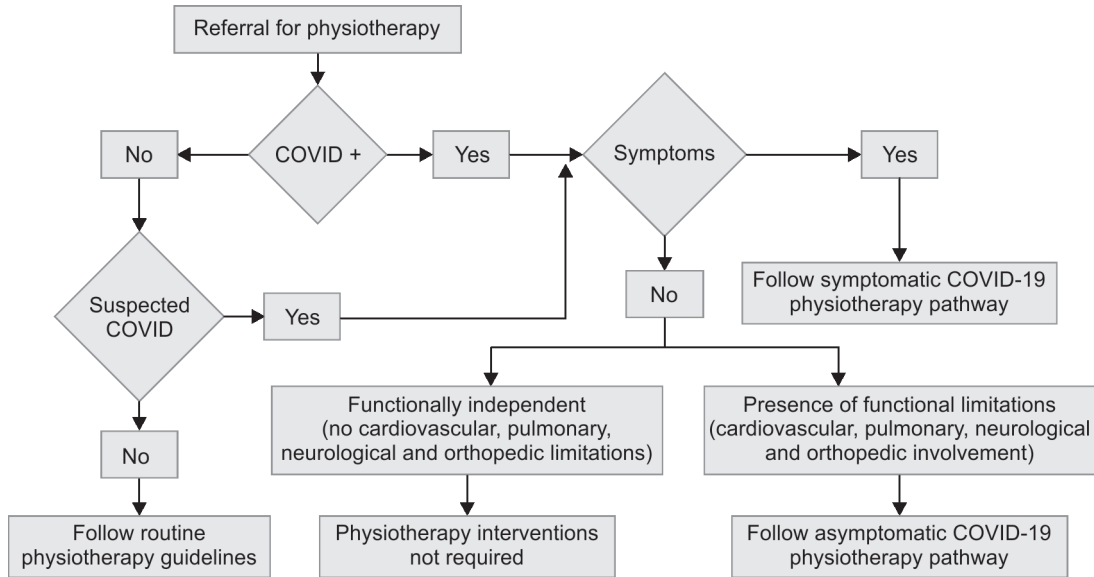 Referral for physiotherapy
No
COVID +
Yes
Symptoms
Yes
Suspected
COVID
Yes
No
Follow symptomatic COVID-19
physiotherapy pathway
Functionally independent
(no cardiovascular, pulmonary,
neurological and orthopedic limitations)
Presence of functional limitations
(cardiovascular, pulmonary, neurological
and orthopedic involvement)
No
Follow routine
physiotherapy guidelines
Physiotherapy interventions
not required
Follow asymptomatic COVID-19
physiotherapy pathway